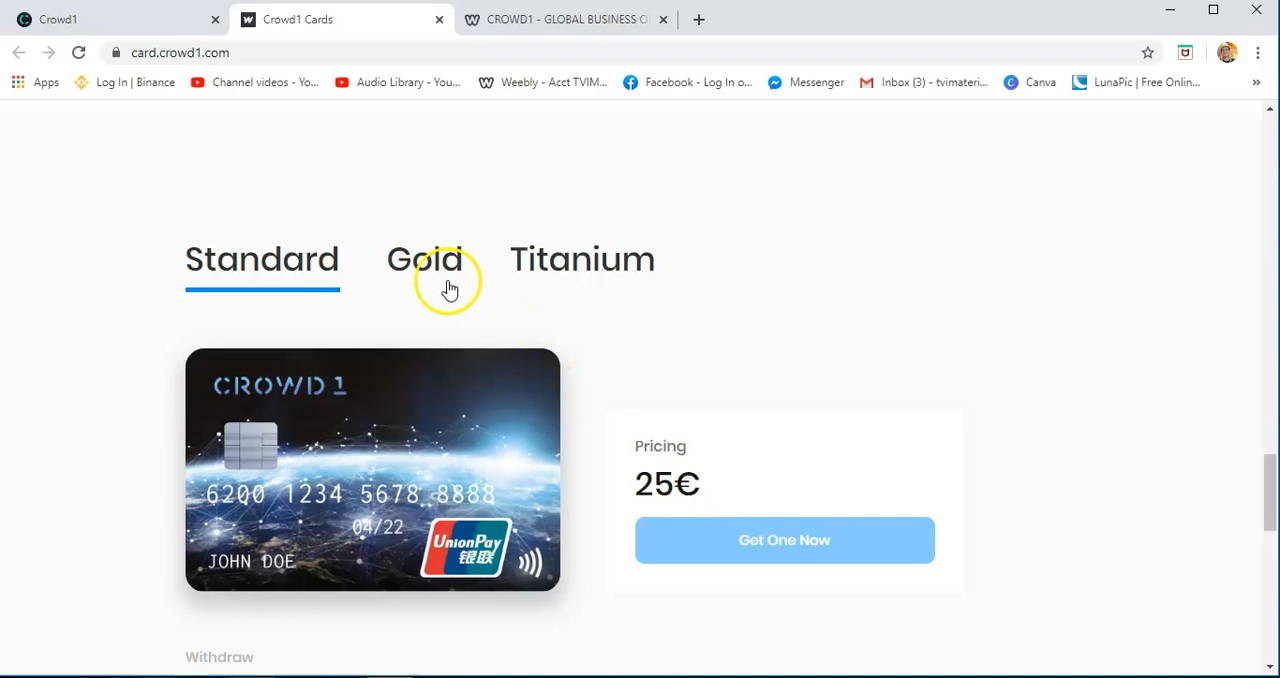 Crowd1
Crowd1 Cards
CROWD1 - GLOBAL BUSINESS O
card.crowd1.com
Apps
Log In | Binance
Channel videos - Yo...
Audio Library - You...
Weebly - Acct TVIM...
Facebook - Log In o...
Messenger
Inbox (3) - tvimateri...
Canva
LunaPic | Free Onlin...
»
Standard Gold Titanium
CROWD 1
6200 1234 5678 8888
04/22
JOHN DOE
UnionPay
银联
Pricing
25€
Get One Now
Withdraw